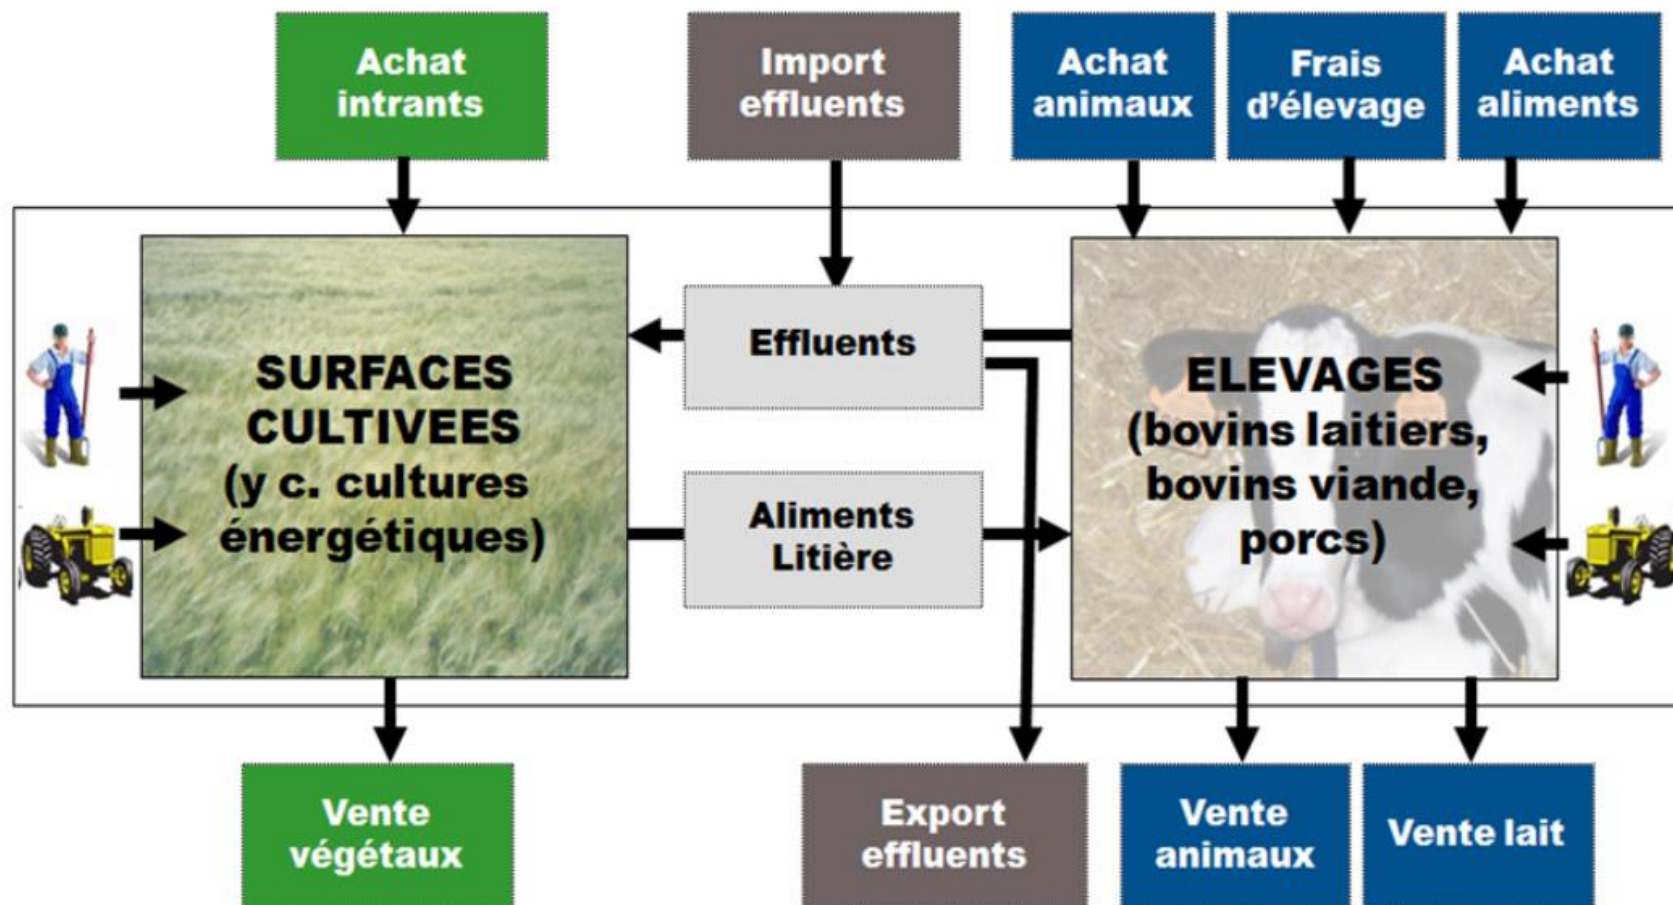 Achat
intrants
Import
effluents
Achat
animaux
Frais
d’élevage
Achat
aliments
SURFACES
CULTIVEES
(y c. cultures
énergétiques)
Effluents
Aliments
Litière
ELEVAGES
(bovins laitiers,
bovins viande,
porcs)
Vente
végétaux
Export
effluents
Vente
animaux
Vente lait